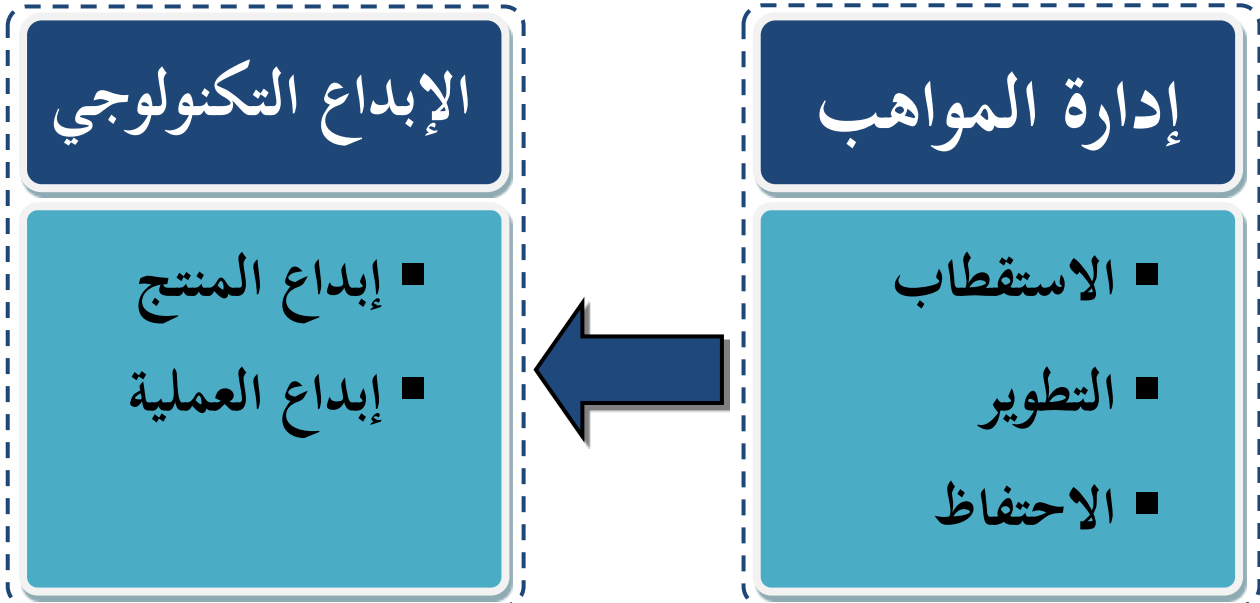 إدارة المواهب
الاستقطاب
التطوير
الاحتفاظ
الإبداع التكنولوجي
إبداع المنتج
إبداع العملية